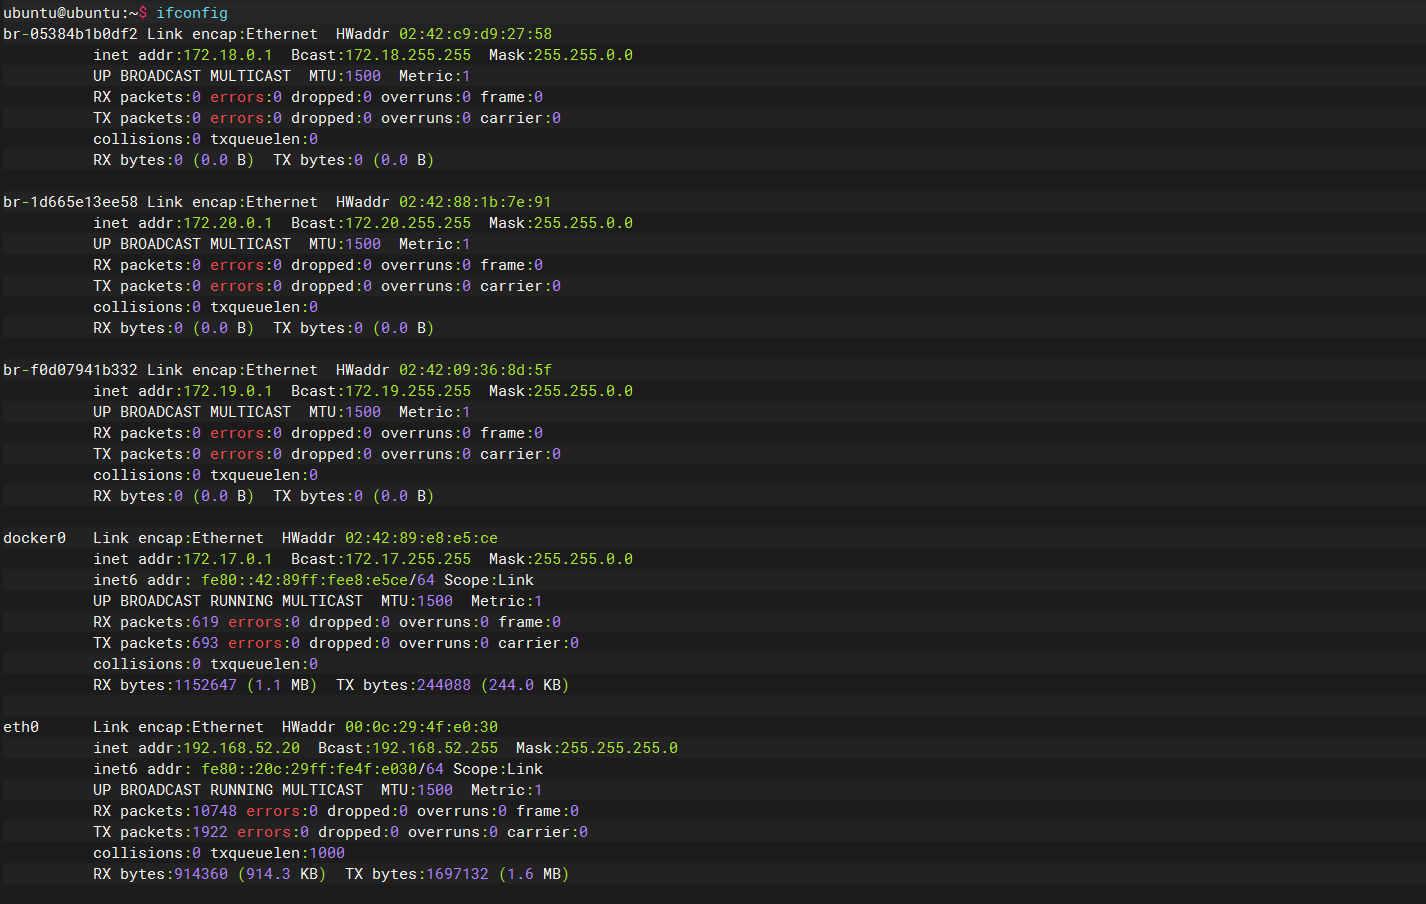 ubuntu@ubuntu:~$ ifconfig
br-05384b1b0df2 Link encap:Ethernet  HWaddr 02:42:c9:d9:27:58
          inet addr:172.18.0.1  Bcast:172.18.255.255  Mask:255.255.0.0
          UP BROADCAST MULTICAST  MTU:1500  Metric:1
          RX packets:0 errors:0 dropped:0 overruns:0 frame:0
          TX packets:0 errors:0 dropped:0 overruns:0 carrier:0
          collisions:0 txqueuelen:0
          RX bytes:0 (0.0 B)  TX bytes:0 (0.0 B)

br-1d665e13ee58 Link encap:Ethernet  HWaddr 02:42:88:1b:7e:91
          inet addr:172.20.0.1  Bcast:172.20.255.255  Mask:255.255.0.0
          UP BROADCAST MULTICAST  MTU:1500  Metric:1
          RX packets:0 errors:0 dropped:0 overruns:0 frame:0
          TX packets:0 errors:0 dropped:0 overruns:0 carrier:0
          collisions:0 txqueuelen:0
          RX bytes:0 (0.0 B)  TX bytes:0 (0.0 B)

br-f0d07941b332 Link encap:Ethernet  HWaddr 02:42:09:36:8d:5f
          inet addr:172.19.0.1  Bcast:172.19.255.255  Mask:255.255.0.0
          UP BROADCAST MULTICAST  MTU:1500  Metric:1
          RX packets:0 errors:0 dropped:0 overruns:0 frame:0
          TX packets:0 errors:0 dropped:0 overruns:0 carrier:0
          collisions:0 txqueuelen:0
          RX bytes:0 (0.0 B)  TX bytes:0 (0.0 B)

docker0   Link encap:Ethernet  HWaddr 02:42:89:e8:e5:ce
          inet addr:172.17.0.1  Bcast:172.17.255.255  Mask:255.255.0.0
          inet6 addr: fe80::42:89ff:fee8:e5ce/64 Scope:Link
          UP BROADCAST RUNNING MULTICAST  MTU:1500  Metric:1
          RX packets:619 errors:0 dropped:0 overruns:0 frame:0
          TX packets:693 errors:0 dropped:0 overruns:0 carrier:0
          collisions:0 txqueuelen:0
          RX bytes:1152647 (1.1 MB)  TX bytes:244088 (244.0 KB)

eth0      Link encap:Ethernet  HWaddr 00:0c:29:4f:e0:30
          inet addr:192.168.52.20  Bcast:192.168.52.255  Mask:255.255.255.0
          inet6 addr: fe80::20c:29ff:fe4f:e030/64 Scope:Link
          UP BROADCAST RUNNING MULTICAST  MTU:1500  Metric:1
          RX packets:10748 errors:0 dropped:0 overruns:0 frame:0
          TX packets:1922 errors:0 dropped:0 overruns:0 carrier:0
          collisions:0 txqueuelen:1000
          RX bytes:914360 (914.3 KB)  TX bytes:1697132 (1.6 MB)